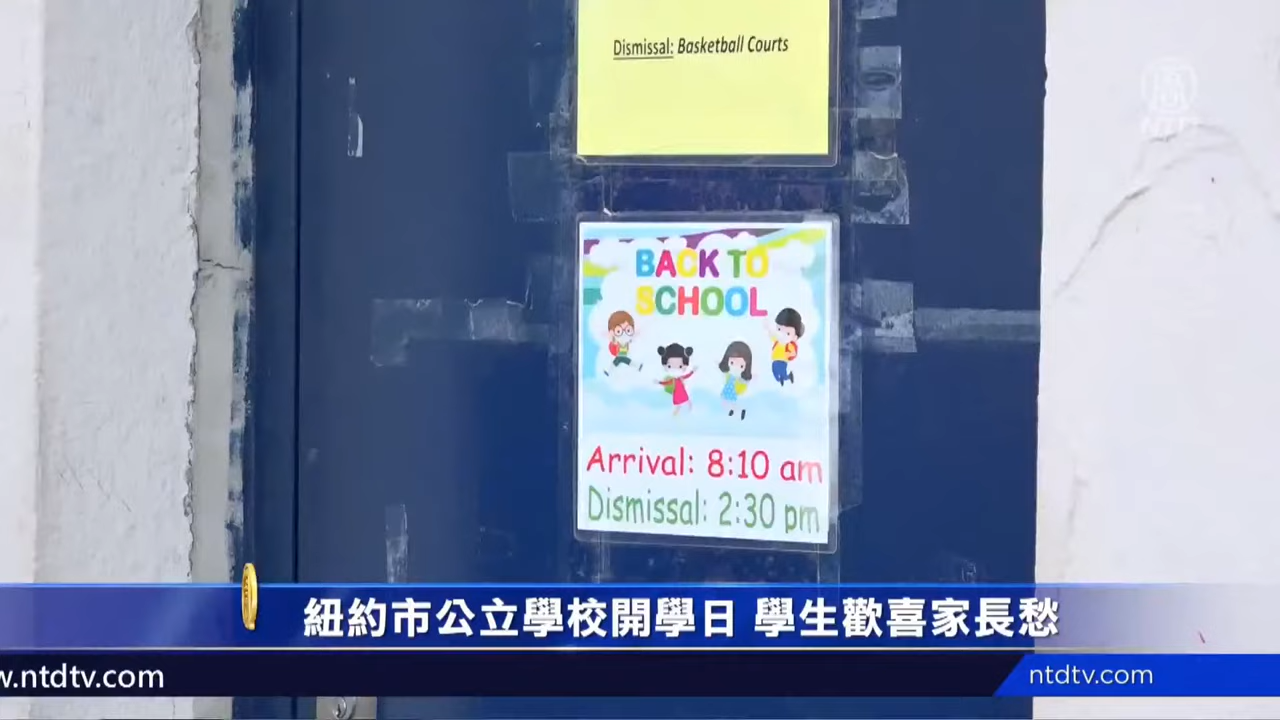 Dismissal: Basketball Courts
NTD
BACK TO
SCHOOL
Arrival: 8:10 am
Dismissal: 2:30 pm
紐約市公立學校開學日 學生歡喜家長愁
w.ntdtv.com
ntdtv.com